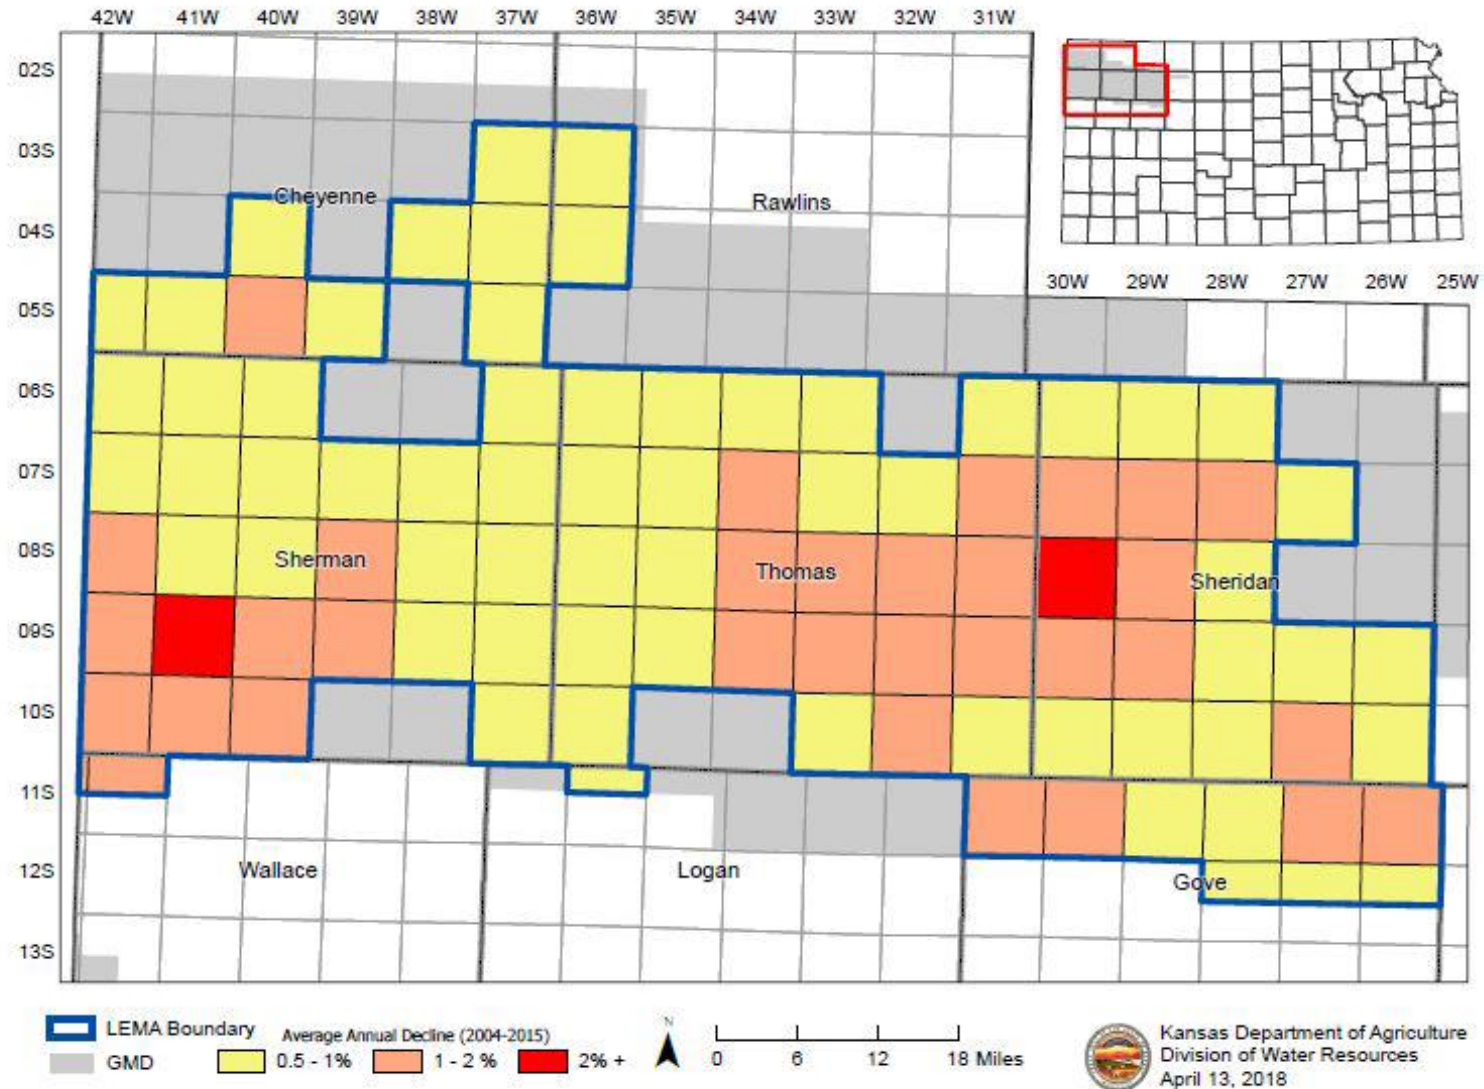 42W 41W 40W 39W 38W 37W 36W 35W 34W 33W 32W 31W
02S
03S
Cheyenne
Rawlins
04S
30W 29W 28W 27W 26W 25W
05S
06S
07S
08S
Sherman
Thomas
Sheridan
09S
10S
11S
12S
Wallace
Logan
Gove
13S
LEMA Boundary
GMD
Average Annual Decline (2004-2015)
0.5 - 1%
1 - 2 %
2% +
N
0 6 12 18 Miles
Kansas Department of Agriculture
Division of Water Resources
April 13, 2018